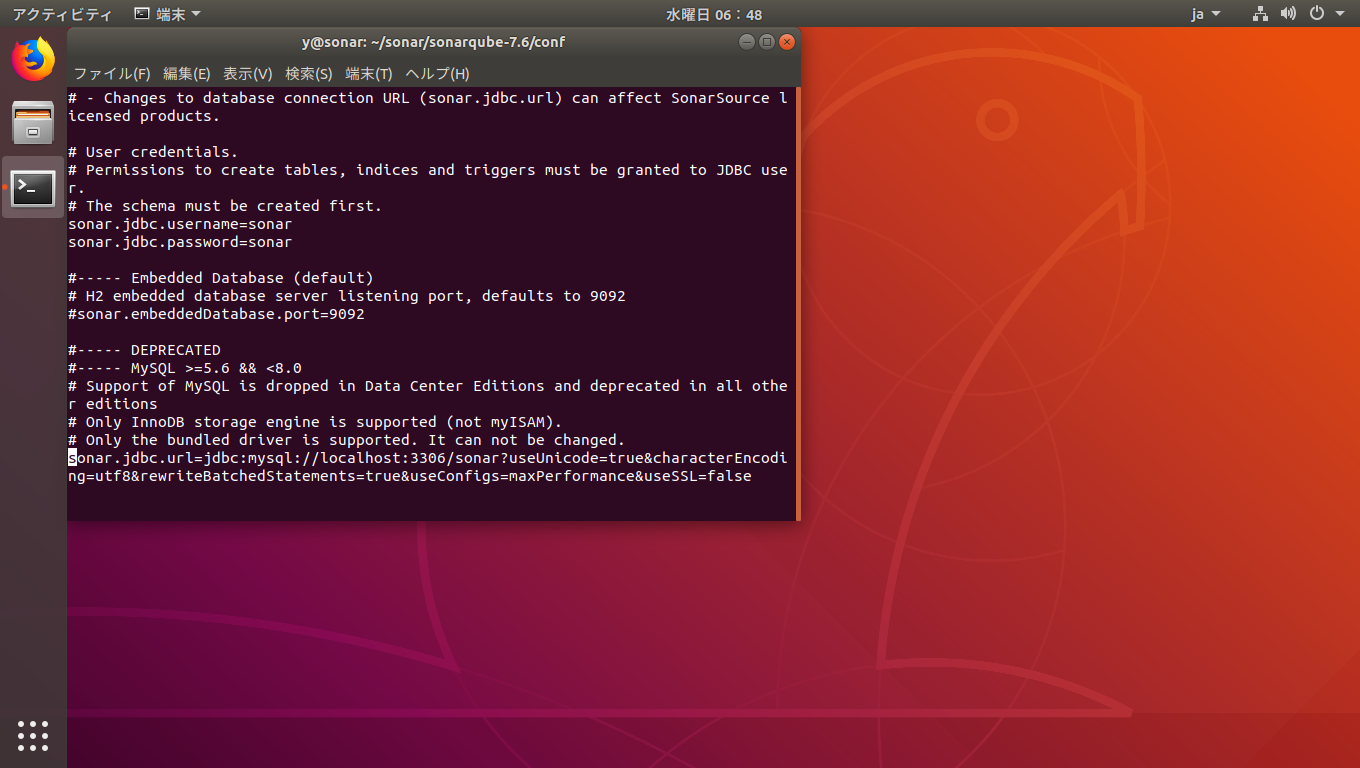 アクティビティ 端末 水曜日 06：48 ja
y@sonar: ~/sonar/sonarqube-7.6/conf
ファイル(F) 編集(E) 表示(V) 検索(S) 端末(T) ヘルプ(H)
# - Changes to database connection URL (sonar.jdbc.url) can affect SonarSource l
icensed products.
# User credentials.
# Permissions to create tables, indices and triggers must be granted to JDBC use
r.
# The schema must be created first.
sonar.jdbc.username=sonar
sonar.jdbc.password=sonar
#----- Embedded Database (default)
# H2 embedded database server listening port, defaults to 9092
#sonar.embeddedDatabase.port=9092
#----- DEPRECATED
#----- MySQL >=5.6 && <8.0
# Support of MySQL is dropped in Data Center Editions and deprecated in all othe
r editions
# Only InnoDB storage engine is supported (not myISAM).
# Only the bundled driver is supported. It can not be changed.
sonar.jdbc.url=jdbc:mysql://localhost:3306/sonar?useUnicode=true&characterEncodi
ng=utf8&rewriteBatchedStatements=true&useConfigs=maxPerformance&useSSL=false